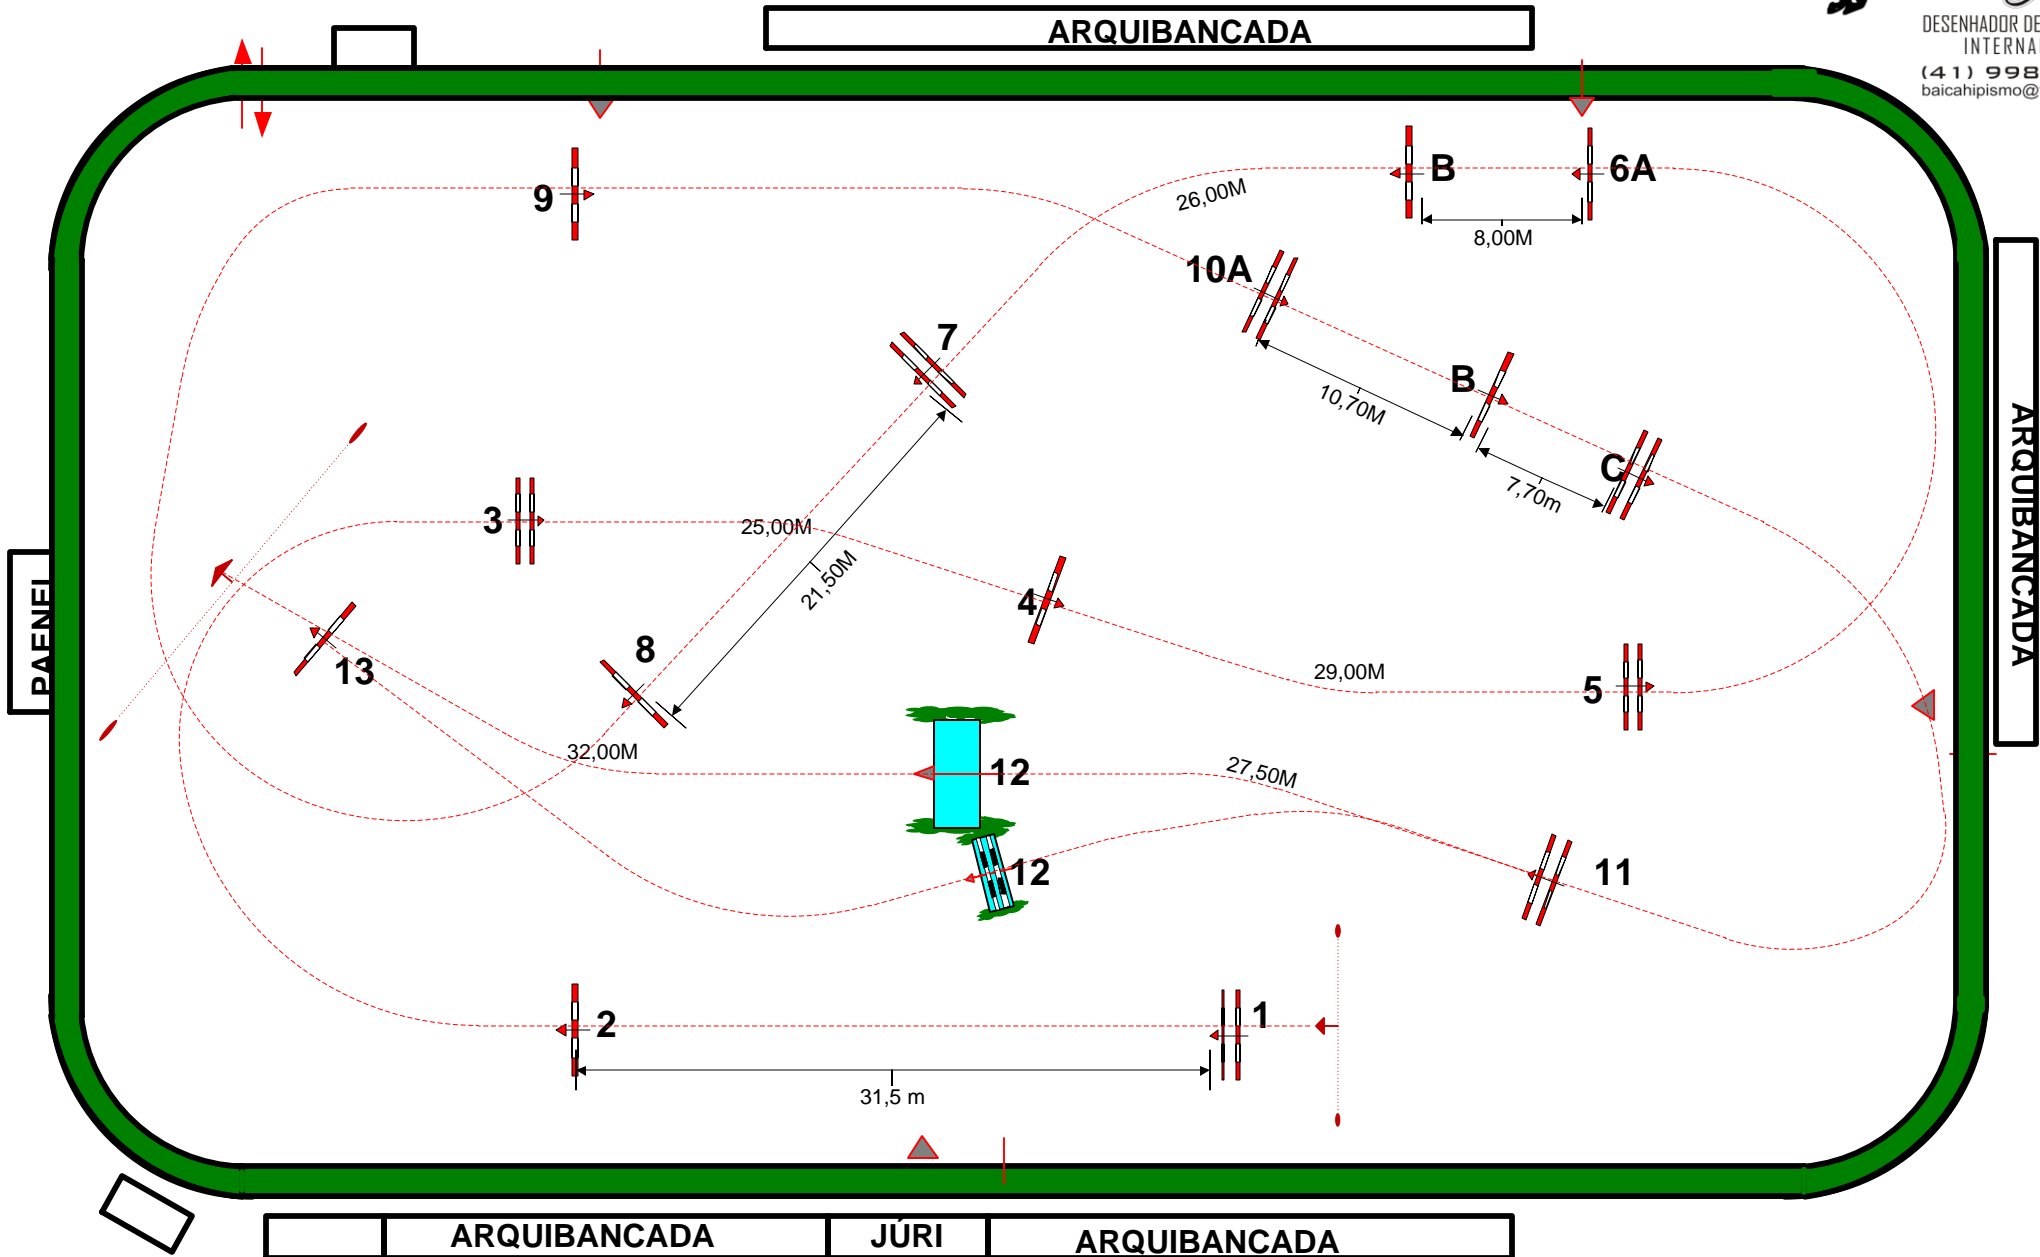 ARQUIBANCADA
DESENHADOR DE
INTERNA
(41) 998
baicahipismo@
9
B
6A
26,00M
8,00M
10A
7
B
10,70M
C
7,70m
ARQUIBANCADA
3
25,00M
21,50M
4
PAENEL
13
8
29,00M
5
32,00M
12
27,50M
12
11
2
1
31,5 m
ARQUIBANCADA
JÚRI
ARQUIBANCADA